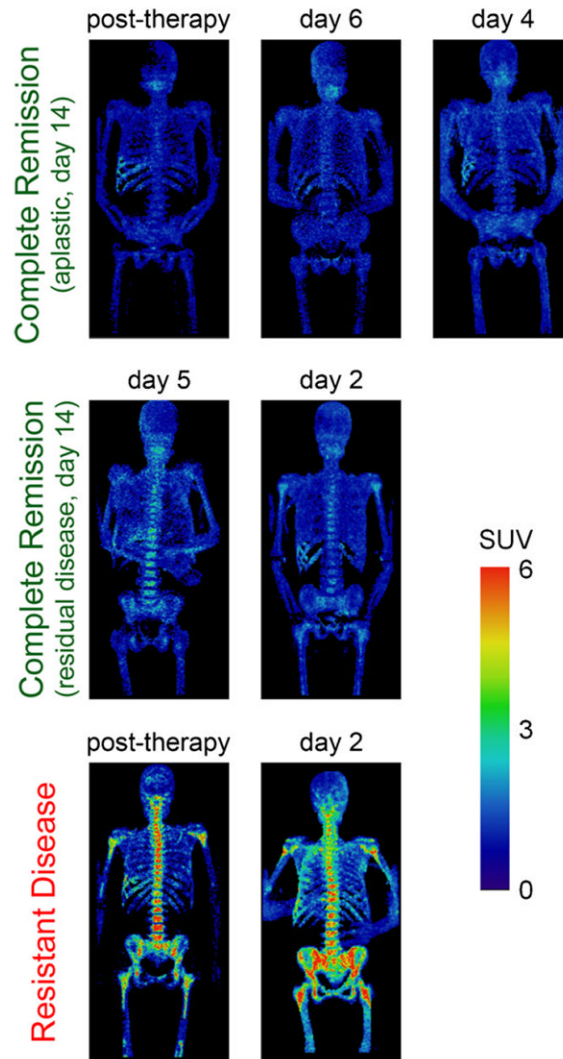 post-therapy day 6 day 4
Complete Remission
(aplastic, day 14)
day 5 day 2
Complete Remission
(residual disease, day 14)
SUV
6
3
0
post-therapy day 2
Resistant Disease